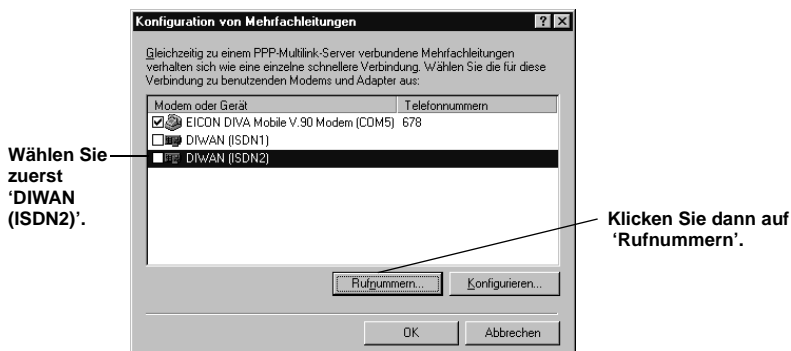 Konfiguration von Mehrfachleitungen
Gleichzeitig zu einem PPP-Multilink-Server verbundene Mehrfachleitungen
verhalten sich wie eine einzelne schnellere Verbindung. Wählen Sie die für diese
Verbindung zu benutzenden Modems und Adapter aus:
Modem oder Gerät Telefonnummern
EICON DIVA Mobile V.90 Modem (COM5) 678
DIWAN (ISDN1)
DIWAN (ISDN2)
Wählen Sie
zuerst
‘DIWAN
(ISDN2)’.
Klicken Sie dann auf
‘Rufnummern’.
Rufnummern... Konfigurieren...
OK Abbrechen